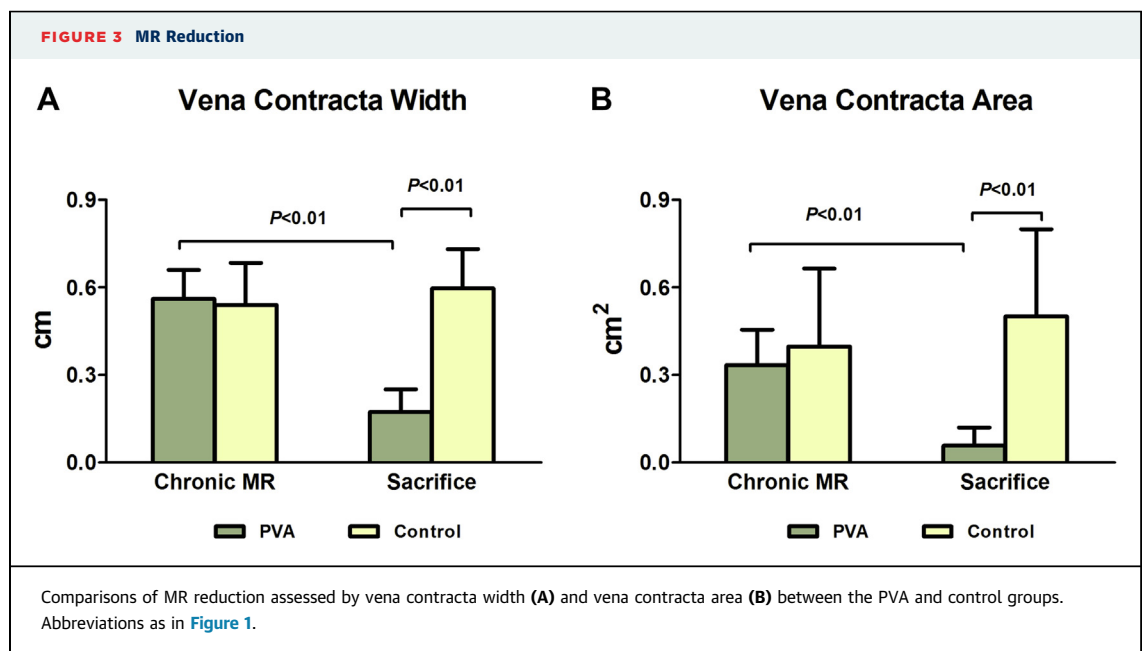 FIGURE 3 MR Reduction
A Vena Contracta Width
0.9
0.6
0.3
0.0
cm
P<0.01
P<0.01
Chronic MR Sacrifice
PVA Control
B Vena Contracta Area
0.9
0.6
0.3
0.0
cm²
P<0.01
P<0.01
Chronic MR Sacrifice
PVA Control
Comparisons of MR reduction assessed by vena contracta width (A) and vena contracta area (B) between the PVA and control groups.
Abbreviations as in Figure 1.